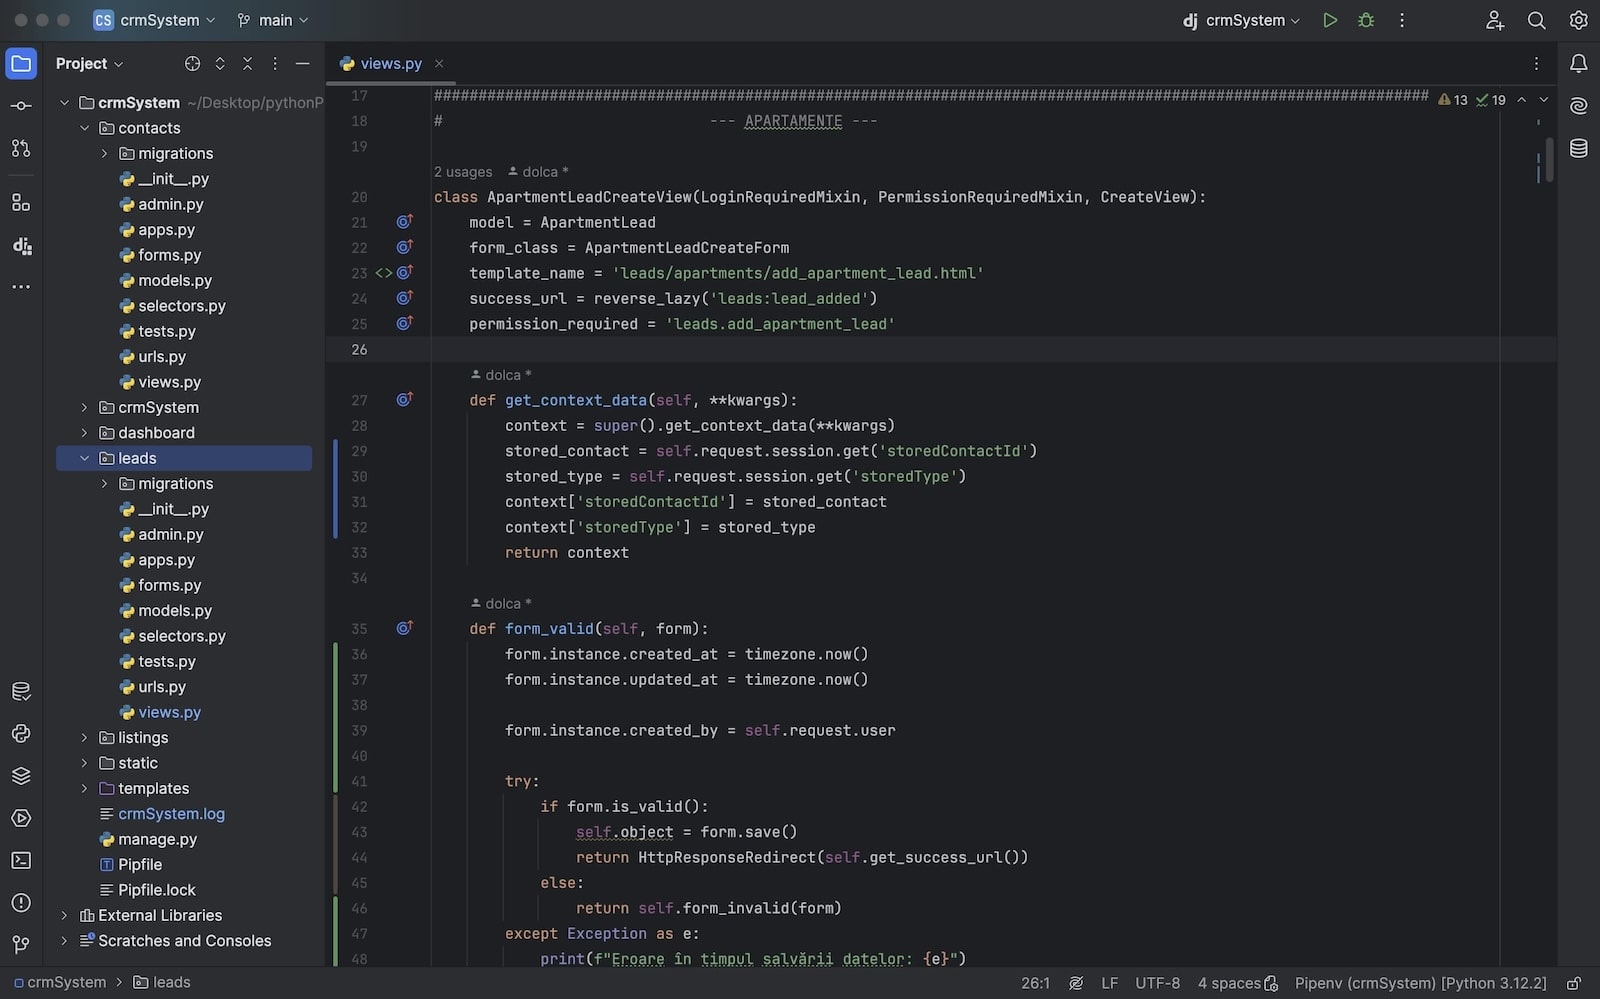 CS crmSystem main
dj crmSystem
Project
crmSystem ~/Desktop/pythonP
contacts
migrations
__init__.py
admin.py
apps.py
forms.py
models.py
selectors.py
tests.py
urls.py
views.py
crmSystem
dashboard
leads
migrations
__init__.py
admin.py
apps.py
forms.py
models.py
selectors.py
tests.py
urls.py
views.py
listings
static
templates
crmSystem.log
manage.py
Pipfile
Pipfile.lock
External Libraries
Scratches and Consoles
views.py
13 19
17 ################################################################################################################
18 # --- APARTAMENTE ---
19
2 usages dolca *
20 class ApartmentLeadCreateView(LoginRequiredMixin, PermissionRequiredMixin, CreateView):
21 model = ApartmentLead
22 form_class = ApartmentLeadCreateForm
23 <> template_name = 'leads/apartments/add_apartment_lead.html'
24 success_url = reverse_lazy('leads:lead_added')
25 permission_required = 'leads.add_apartment_lead'
26
dolca *
27 def get_context_data(self, **kwargs):
28 context = super().get_context_data(**kwargs)
29 stored_contact = self.request.session.get('storedContactId')
30 stored_type = self.request.session.get('storedType')
31 context['storedContactId'] = stored_contact
32 context['storedType'] = stored_type
33 return context
34
dolca *
35 def form_valid(self, form):
36 form.instance.created_at = timezone.now()
37 form.instance.updated_at = timezone.now()
38
39 form.instance.created_by = self.request.user
40
41 try:
42 if form.is_valid():
43 self.object = form.save()
44 return HttpResponseRedirect(self.get_success_url())
45 else:
46 return self.form_invalid(form)
47 except Exception as e:
48 print(f"Eroare în timpul salvării datelor: {e}")
crmSystem > leads
26:1 LF UTF-8 4 spaces Pipenv (crmSystem) [Python 3.12.2]